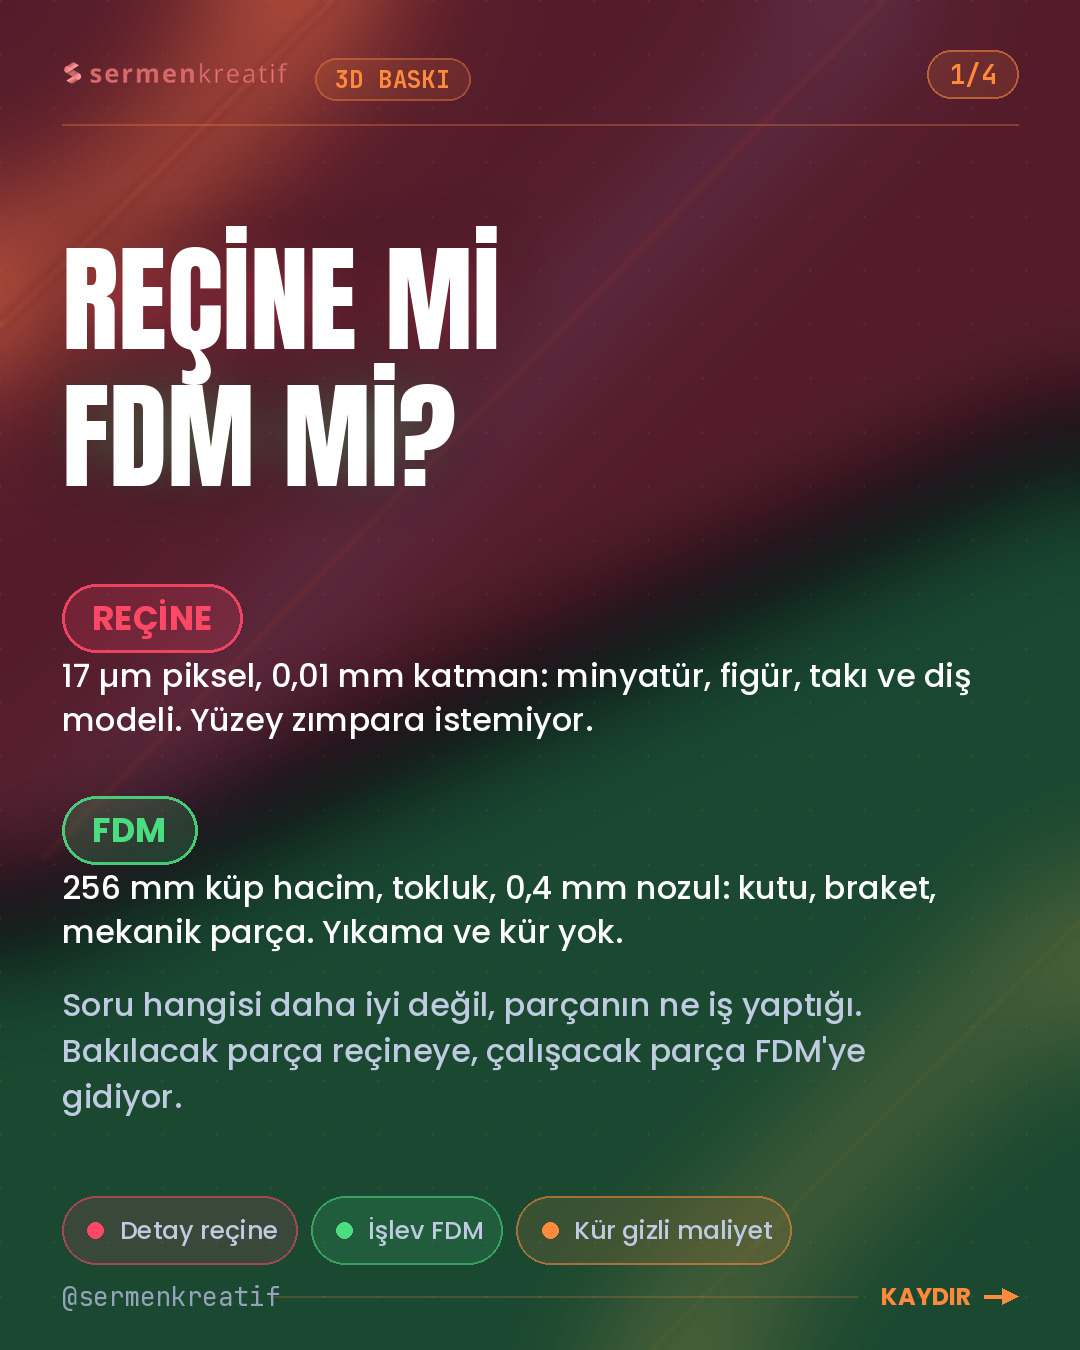 sermenkreatif
3D BASKI
1/4
REÇİNE Mİ
FDM Mİ?
REÇİNE
17 µm piksel, 0,01 mm katman: minyatür, figür, takı ve diş
modeli. Yüzey zımpara istemiyor.
FDM
256 mm küp hacim, tokluk, 0,4 mm nozul: kutu, braket,
mekanik parça. Yıkama ve kür yok.
Soru hangisi daha iyi değil, parçanın ne iş yaptığı.
Bakılacak parça reçineye, çalışacak parça FDM'ye
gidiyor.
Detay reçine
İşlev FDM
Kür gizli maliyet
@sermenkreatif
KAYDIR